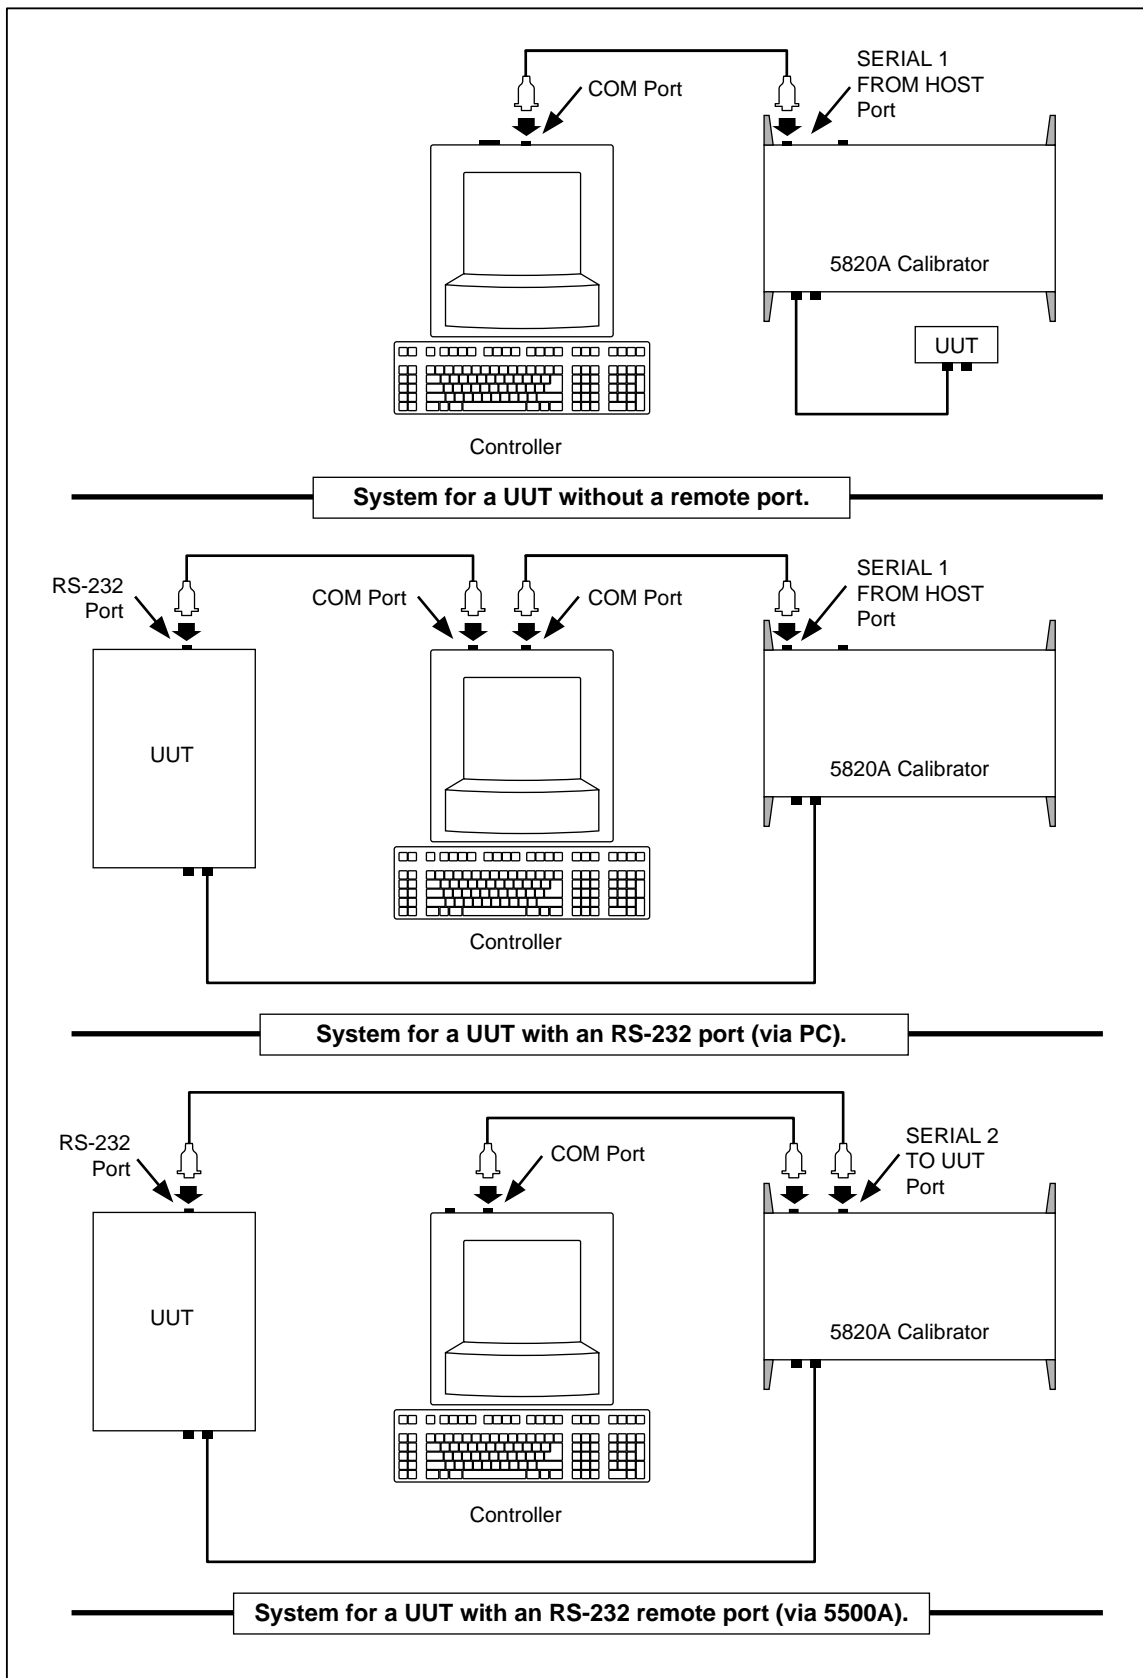 COM Port
SERIAL 1
FROM HOST
Port
5820A Calibrator
UUT
Controller
System for a UUT without a remote port.
RS-232
Port
COM Port
COM Port
SERIAL 1
FROM HOST
Port
UUT
5820A Calibrator
Controller
System for a UUT with an RS-232 port (via PC).
RS-232
Port
COM Port
SERIAL 2
TO UUT
Port
UUT
5820A Calibrator
Controller
System for a UUT with an RS-232 remote port (via 5500A).